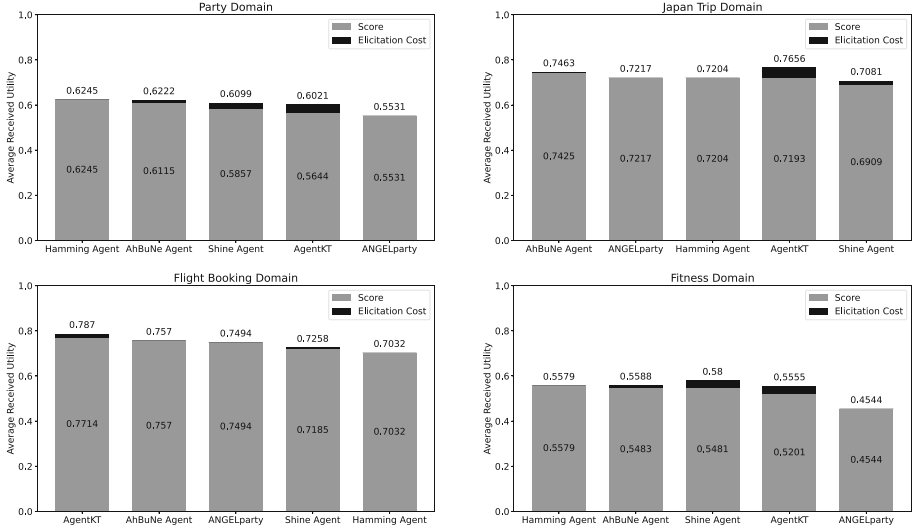 Party Domain
1.0
0.8
0.6
0.4
0.2
0.0
Average Received Utility
Score
Elicitation Cost
0.6245
0.6222
0.6099
0.6021
0.5531
0.6245
0.6115
0.5857
0.5644
0.5531
Hamming Agent
AhBuNe Agent
Shine Agent
AgentKT
ANGELparty
Japan Trip Domain
1.0
0.8
0.6
0.4
0.2
0.0
Average Received Utility
Score
Elicitation Cost
0.7463
0.7217
0.7204
0.7656
0.7081
0.7425
0.7217
0.7204
0.7193
0.6909
AhBuNe Agent
ANGELparty
Hamming Agent
AgentKT
Shine Agent
Flight Booking Domain
1.0
0.8
0.6
0.4
0.2
0.0
Average Received Utility
Score
Elicitation Cost
0.787
0.757
0.7494
0.7258
0.7032
0.7714
0.757
0.7494
0.7185
0.7032
AgentKT
AhBuNe Agent
ANGELparty
Shine Agent
Hamming Agent
Fitness Domain
1.0
0.8
0.6
0.4
0.2
0.0
Average Received Utility
Score
Elicitation Cost
0.5579
0.5588
0.58
0.5555
0.4544
0.5579
0.5483
0.5481
0.5201
0.4544
Hamming Agent
AhBuNe Agent
Shine Agent
AgentKT
ANGELparty